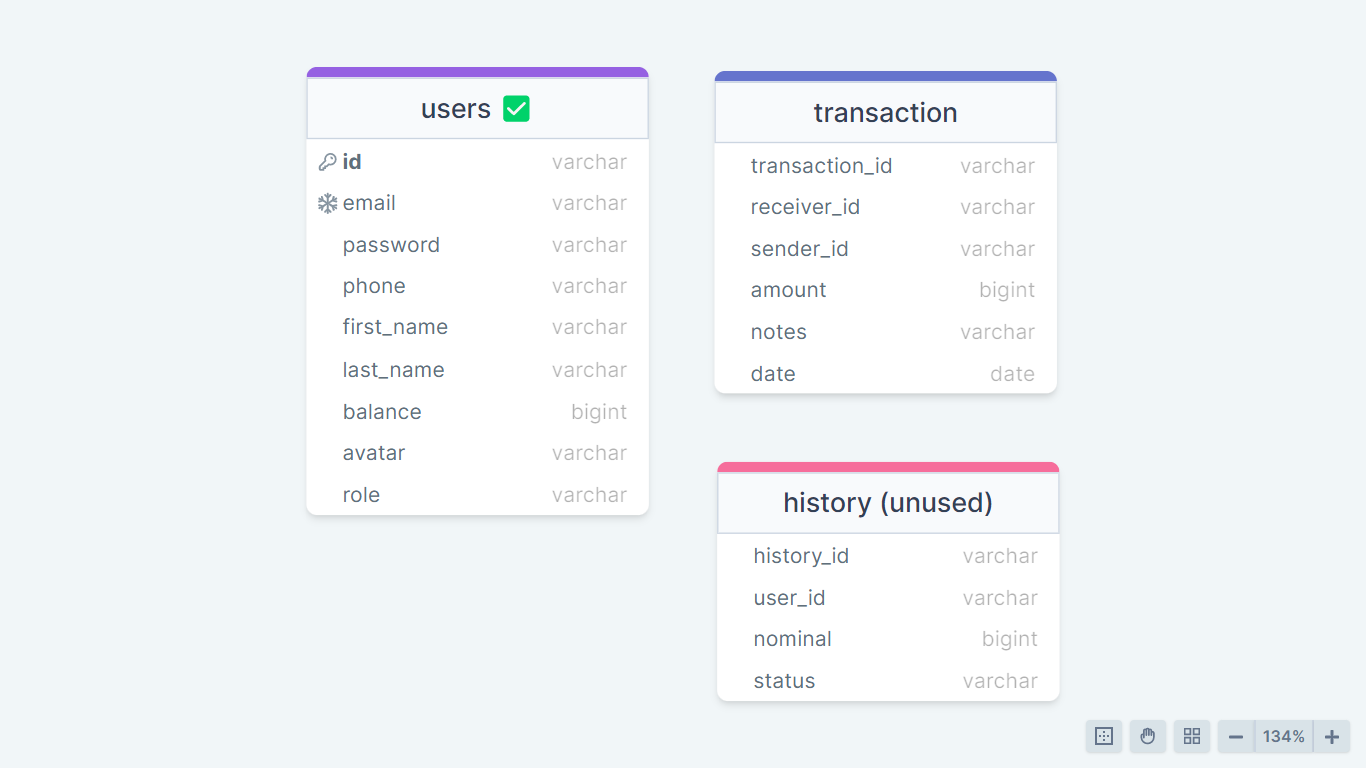 users ✅
id varchar
email varchar
password varchar
phone varchar
first_name varchar
last_name varchar
balance bigint
avatar varchar
role varchar
transaction
transaction_id varchar
receiver_id varchar
sender_id varchar
amount bigint
notes varchar
date date
history (unused)
history_id varchar
user_id varchar
nominal bigint
status varchar
134%